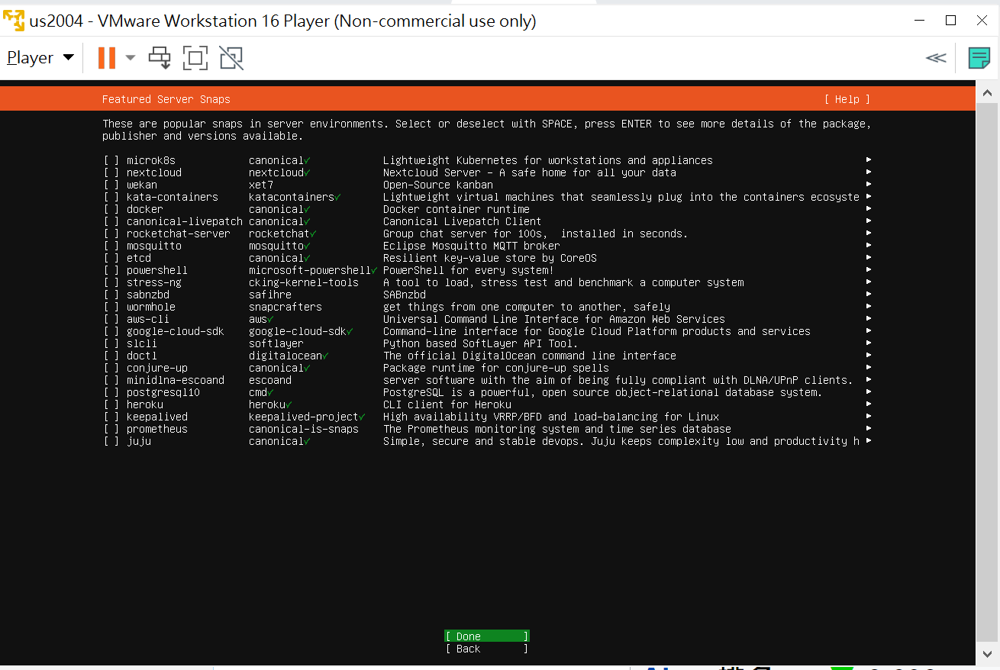 us2004 - VMware Workstation 16 Player (Non-commercial use only)
Player
Featured Server Snaps [ Help ]
These are popular snaps in server environments. Select or deselect with SPACE, press ENTER to see more details of the package,
publisher and versions available.
[ ] microk8s canonical✓ Lightweight Kubernetes for workstations and appliances ►
[ ] nextcloud nextcloud✓ Nextcloud Server - A safe home for all your data ►
[ ] wekan xet7 Open-Source kanban ►
[ ] kata-containers katacontainers✓ Lightweight virtual machines that seamlessly plug into the containers ecosyste ►
[ ] docker canonical✓ Docker container runtime ►
[ ] canonical-livepatch canonical✓ Canonical Livepatch Client ►
[ ] rocketchat-server rocketchat✓ Group chat server for 100s,  installed in seconds. ►
[ ] mosquitto mosquitto✓ Eclipse Mosquitto MQTT broker ►
[ ] etcd canonical✓ Resilient key-value store by CoreOS ►
[ ] powershell microsoft-powershell✓ PowerShell for every system! ►
[ ] stress-ng cking-kernel-tools A tool to load, stress test and benchmark a computer system ►
[ ] sabnzbd safihre SABnzbd ►
[ ] wormhole snapcrafters get things from one computer to another, safely ►
[ ] aws-cli aws✓ Universal Command Line Interface for Amazon Web Services ►
[ ] google-cloud-sdk google-cloud-sdk✓ Command-line interface for Google Cloud Platform products and services ►
[ ] slcli softlayer Python based SoftLayer API Tool. ►
[ ] doctl digitalocean✓ The official DigitalOcean command line interface ►
[ ] conjure-up canonical✓ Package runtime for conjure-up spells ►
[ ] minidlna-escoand escoand server software with the aim of being fully compliant with DLNA/UPnP clients. ►
[ ] postgresql10 cmd✓ PostgreSQL is a powerful, open source object-relational database system. ►
[ ] heroku heroku✓ CLI client for Heroku ►
[ ] keepalived keepalived-project✓ High availability VRRP/BFD and load-balancing for Linux ►
[ ] prometheus canonical-is-snaps The Prometheus monitoring system and time series database ►
[ ] juju canonical✓ Simple, secure and stable devops. Juju keeps complexity low and productivity h ►
[ Done ]
[ Back ]